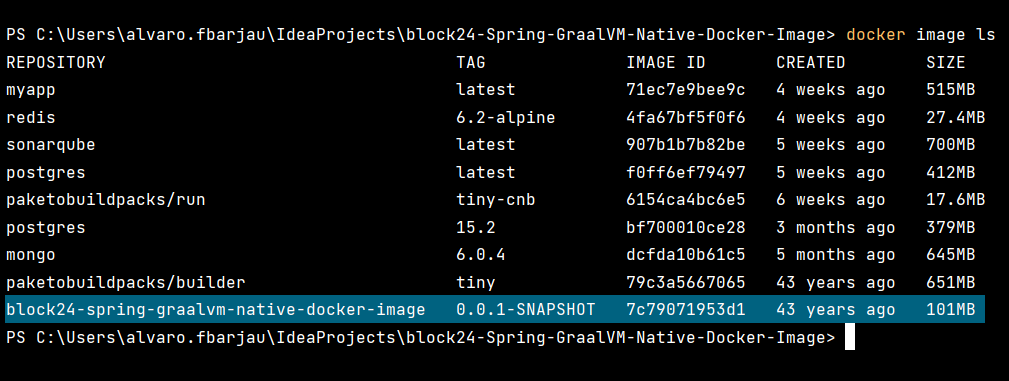 PS C:\Users\alvaro.fbarjau\IdeaProjects\block24-Spring-GraalVM-Native-Docker-Image> docker image ls
REPOSITORY TAG IMAGE ID CREATED SIZE
myapp latest 71ec7e9bee9c 4 weeks ago 515MB
redis 6.2-alpine 4fa67bf5f0f6 4 weeks ago 27.4MB
sonarqube latest 907b1b7b82be 5 weeks ago 700MB
postgres latest f0ff6ef79497 5 weeks ago 412MB
paketobuildpacks/run tiny-cnb 6154ca4bc6e5 6 weeks ago 17.6MB
postgres 15.2 bf700010ce28 3 months ago 379MB
mongo 6.0.4 dcfda10b61c5 5 months ago 645MB
paketobuildpacks/builder tiny 79c3a5667065 43 years ago 651MB
block24-spring-graalvm-native-docker-image 0.0.1-SNAPSHOT 7c79071953d1 43 years ago 101MB
PS C:\Users\alvaro.fbarjau\IdeaProjects\block24-Spring-GraalVM-Native-Docker-Image>